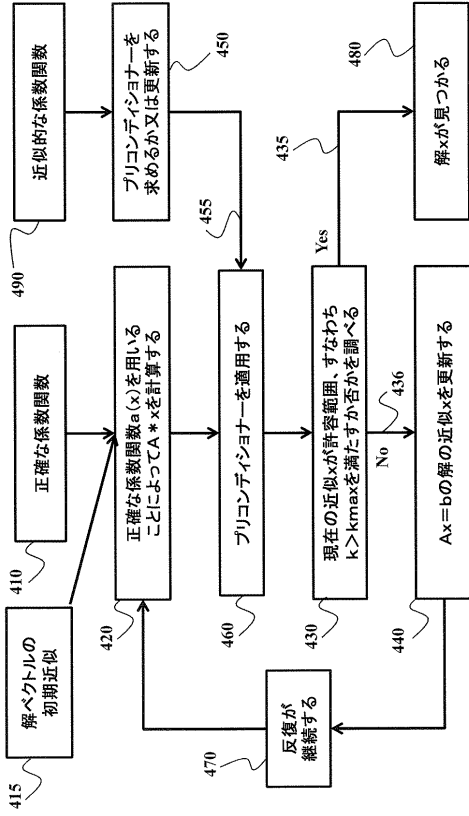 解ベクトルの
初期近似
415
正確な係数関数
410
近似的な係数関数
490
正確な係数関数a(x)を用いる
ことによってA*xを計算する
420
プリコンディショナーを
求めるか又は更新する
450
455
プリコンディショナーを適用する
460
現在の近似xが許容範囲、すなわち
k>kmaxを満たすか否かを調べる
430
Yes
435
No
436
解xが見つかる
480
Ax=bの解の近似xを更新する
440
反復が
継続する
470